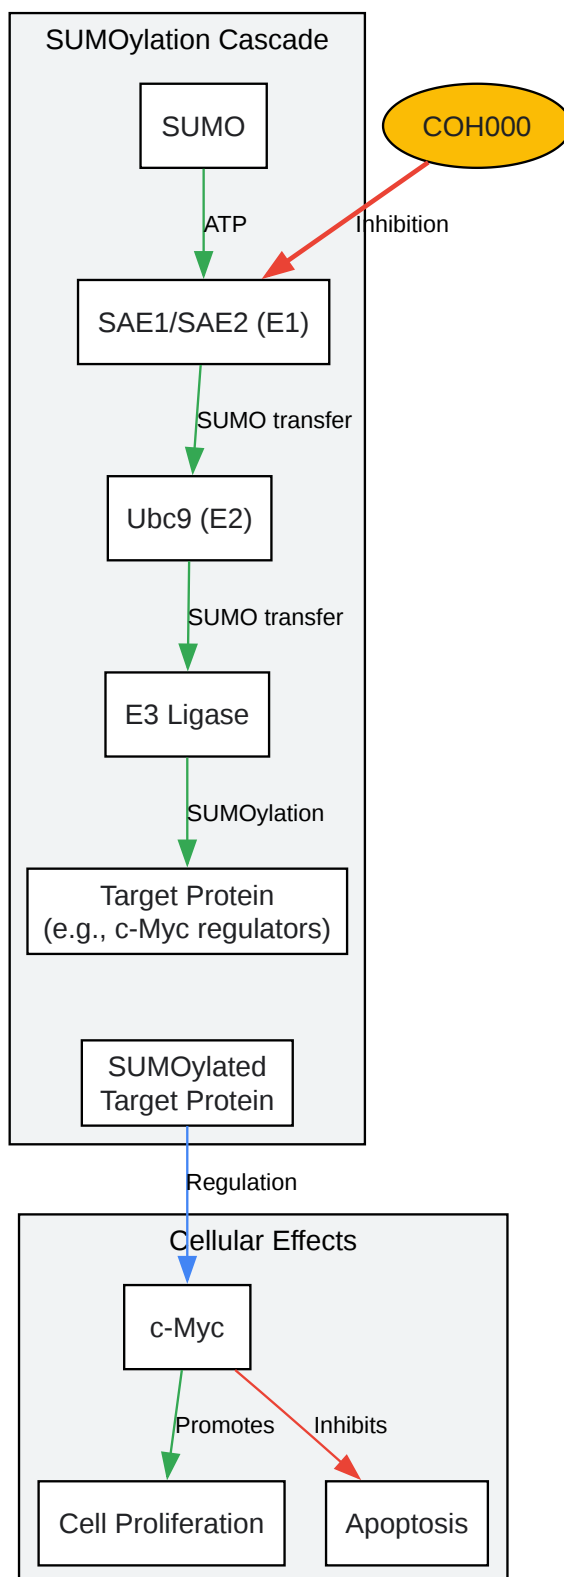 SUMOylation Cascade
SUMO
COH000
ATP
Inhibition
SAE1/SAE2 (E1)
SUMO transfer
Ubc9 (E2)
SUMO transfer
E3 Ligase
SUMOylation
Target Protein
(e.g., c-Myc regulators)
SUMOylated
Target Protein
Regulation
Cellular Effects
c-Myc
Promotes
Inhibits
Cell Proliferation
Apoptosis